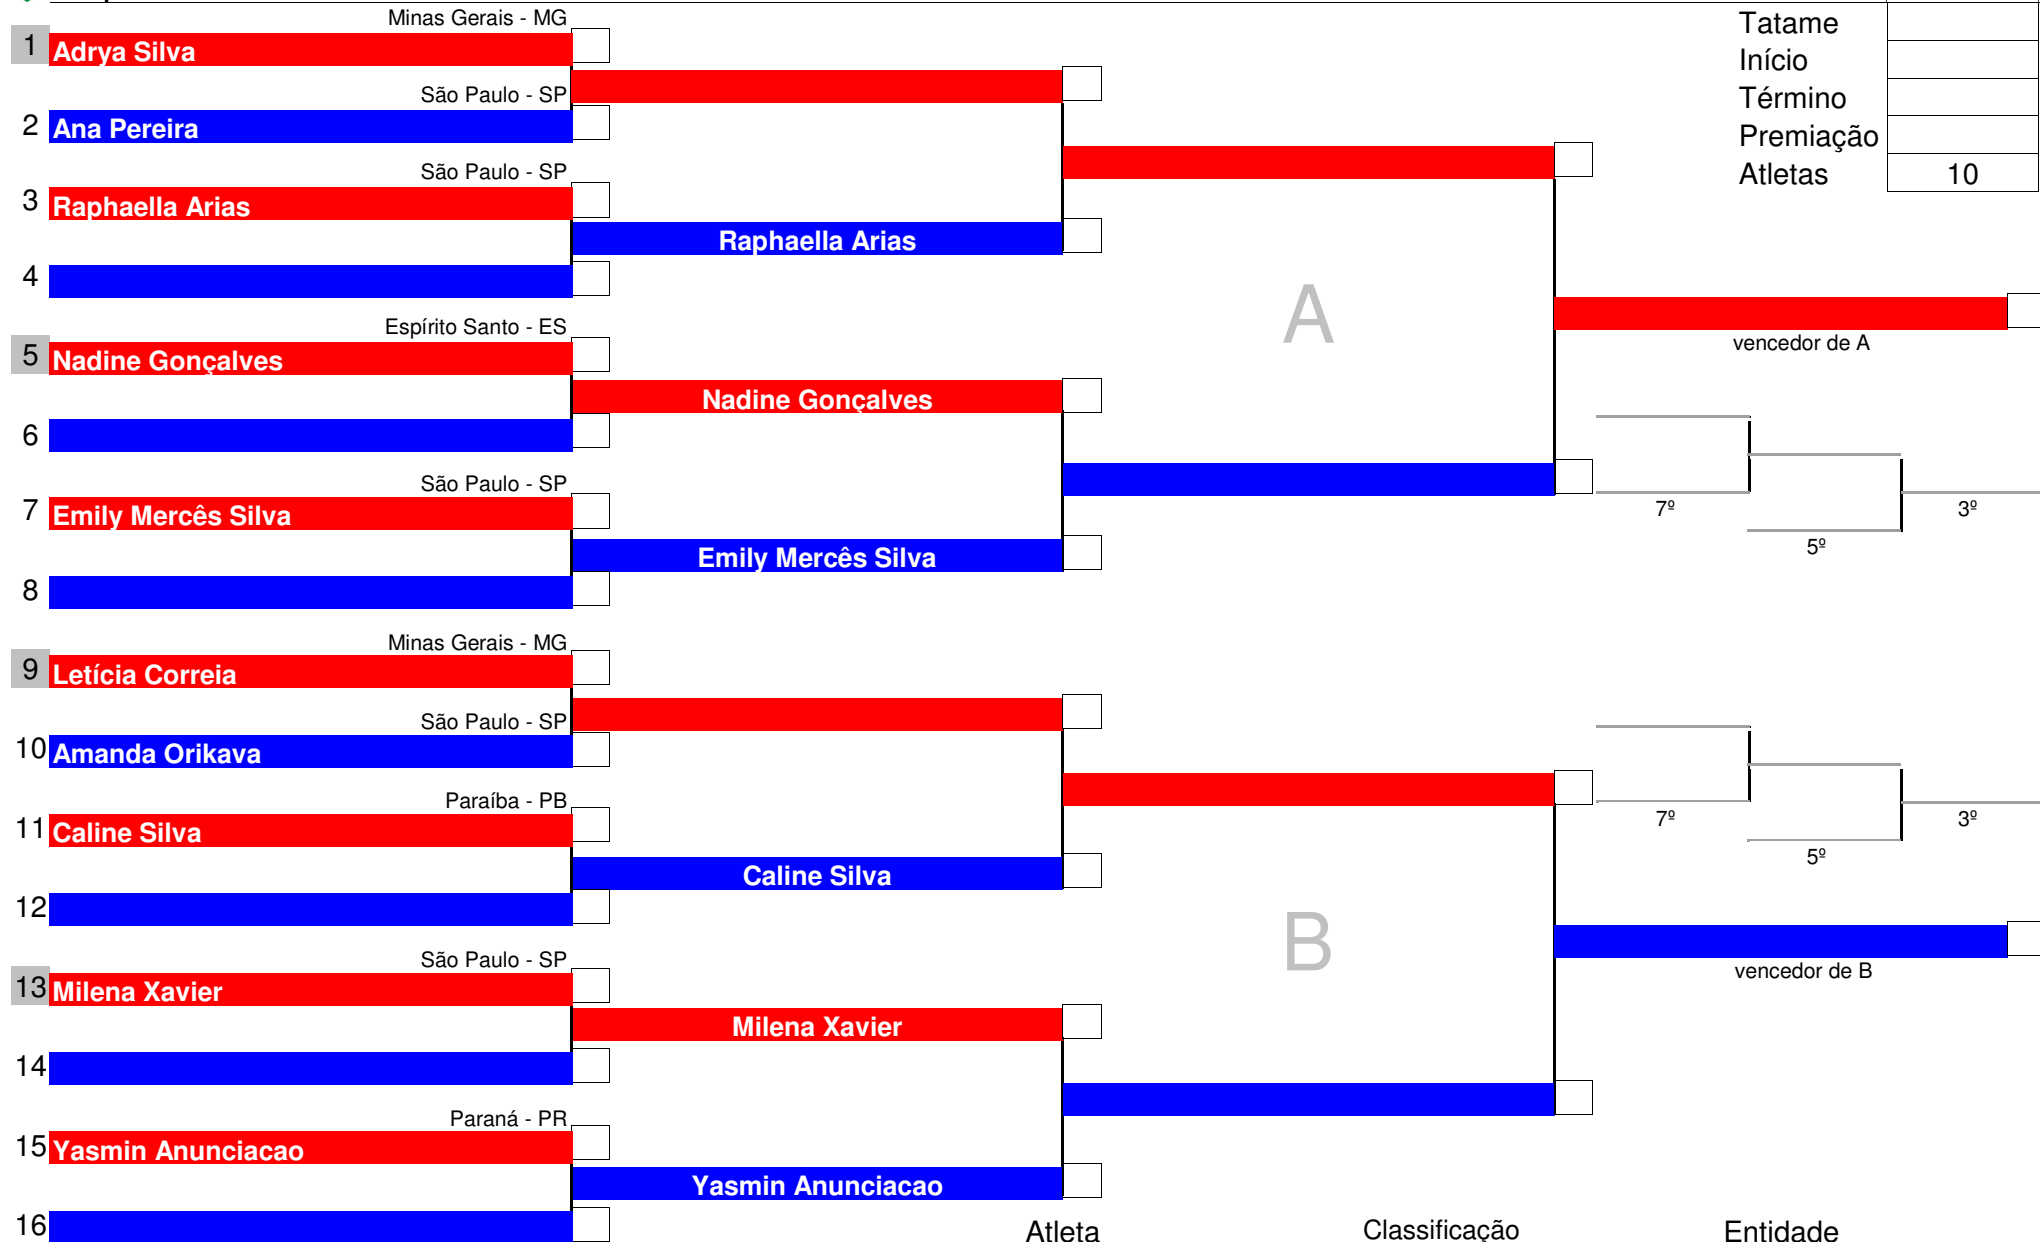 Minas Gerais - MG
1 Adrya Silva
São Paulo - SP
2 Ana Pereira
São Paulo - SP
3 Raphaella Arias
Raphaella Arias
4
Espírito Santo - ES
5 Nadine Gonçalves
Nadine Gonçalves
6
São Paulo - SP
7 Emily Mercês Silva
Emily Mercês Silva
8
Minas Gerais - MG
9 Letícia Correia
São Paulo - SP
10 Amanda Orikava
Paraíba - PB
11 Caline Silva
Caline Silva
12
São Paulo - SP
13 Milena Xavier
Milena Xavier
14
Paraná - PR
15 Yasmin Anunciacao
Yasmin Anunciacao
16
A
B
Tatame
Início
Término
Premiação
Atletas 10
vencedor de A
7º
3º
5º
7º
3º
5º
vencedor de B
Atleta Classificação Entidade